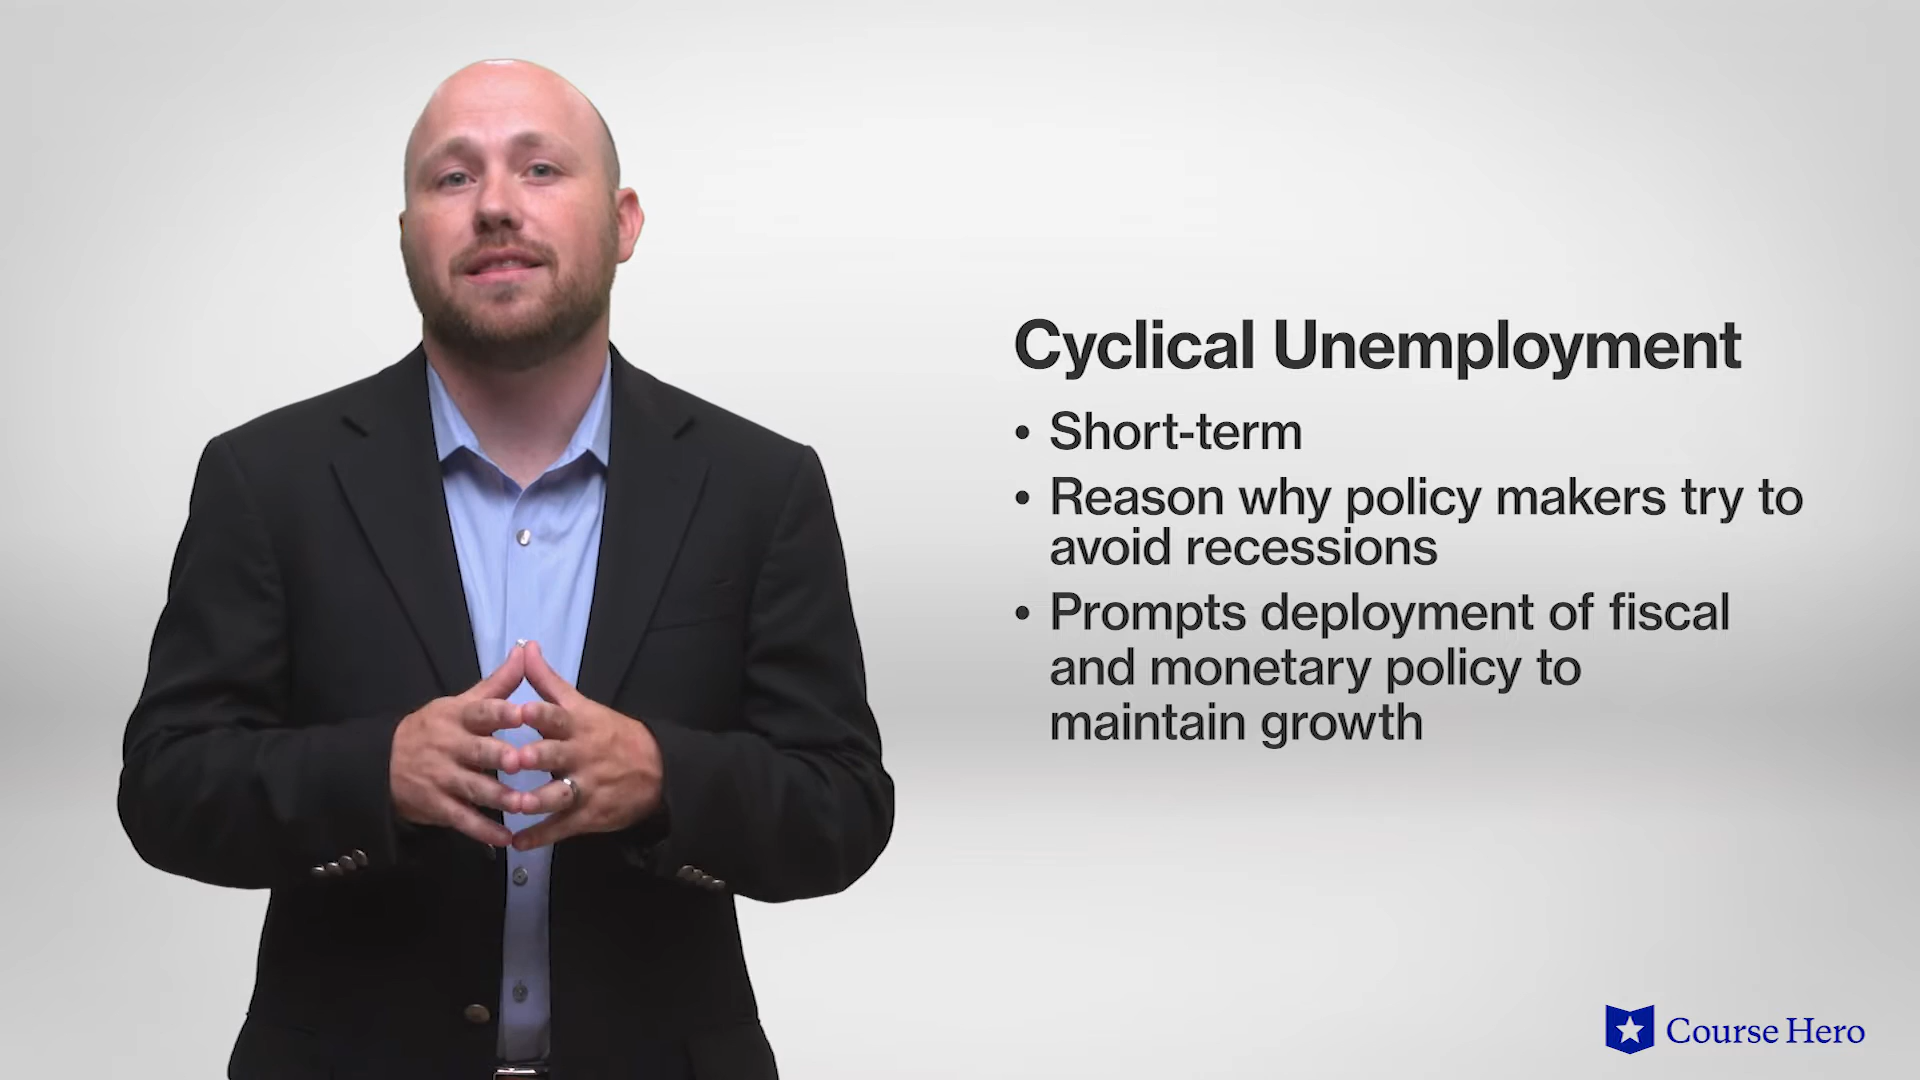 Cyclical Unemployment
• Short-term
• Reason why policy makers try to
avoid recessions
• Prompts deployment of fiscal
and monetary policy to
maintain growth
Course Hero